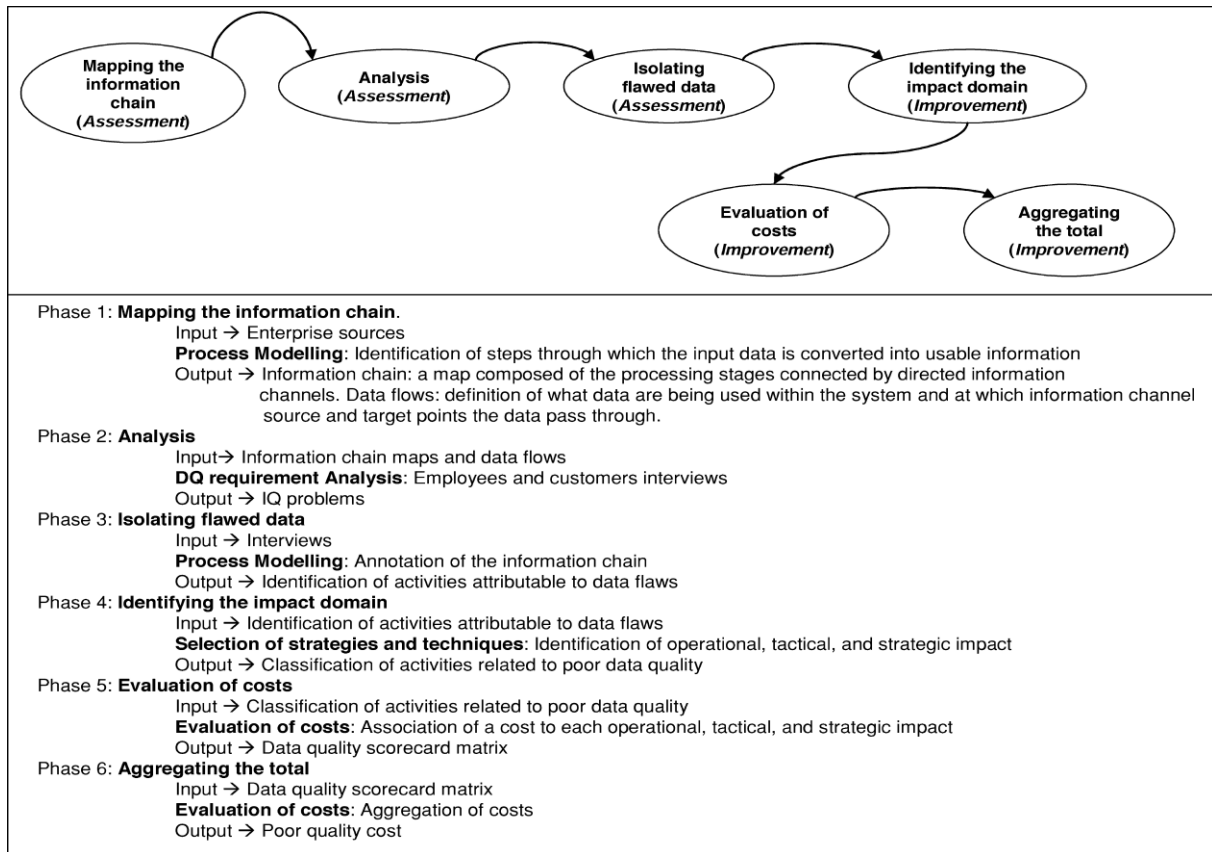 Mapping the
information
chain
(Assessment)
Analysis
(Assessment)
Isolating
flawed data
(Assessment)
Identifying the
impact domain
(Improvement)
Evaluation of
costs
(Improvement)
Aggregating
the total
(Improvement)
Phase 1: Mapping the information chain.
Input → Enterprise sources
Process Modelling: Identification of steps through which the input data is converted into usable information
Output → Information chain: a map composed of the processing stages connected by directed information
channels. Data flows: definition of what data are being used within the system and at which information channel
source and target points the data pass through.
Phase 2: Analysis
Input→ Information chain maps and data flows
DQ requirement Analysis: Employees and customers interviews
Output → IQ problems
Phase 3: Isolating flawed data
Input → Interviews
Process Modelling: Annotation of the information chain
Output → Identification of activities attributable to data flaws
Phase 4: Identifying the impact domain
Input → Identification of activities attributable to data flaws
Selection of strategies and techniques: Identification of operational, tactical, and strategic impact
Output → Classification of activities related to poor data quality
Phase 5: Evaluation of costs
Input → Classification of activities related to poor data quality
Evaluation of costs: Association of a cost to each operational, tactical, and strategic impact
Output → Data quality scorecard matrix
Phase 6: Aggregating the total
Input → Data quality scorecard matrix
Evaluation of costs: Aggregation of costs
Output → Poor quality cost